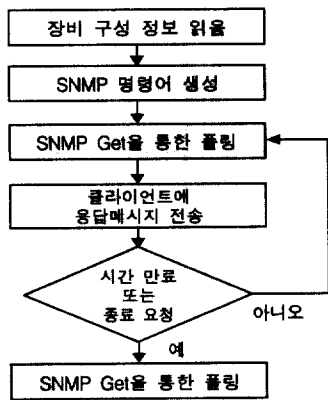 장비 구성 정보 읽음
SNMP 명령어 생성
SNMP Get을 통한 폴링
클라이언트에
응답메시지 전송
시간 만료
또는
종료 요청
아니오
예
SNMP Get을 통한 폴링